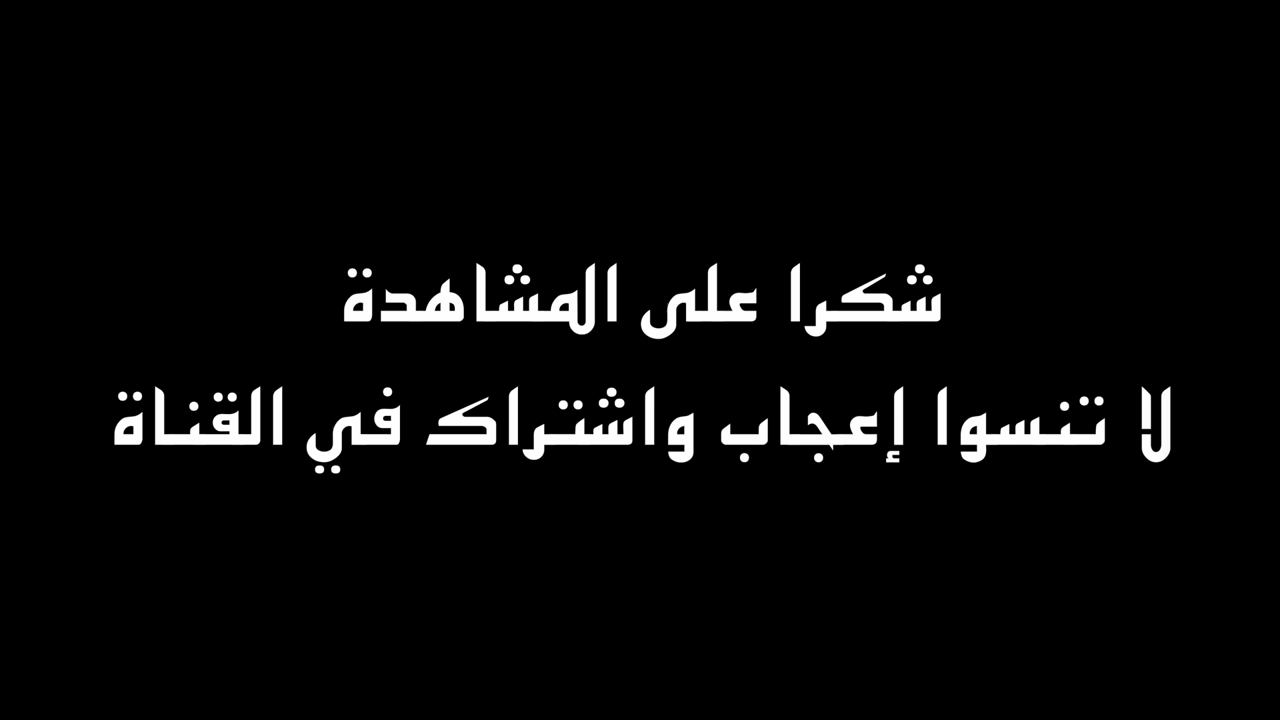 شكرا على المشاهدة
لا تنسوا إعجاب واشتراك في القناة